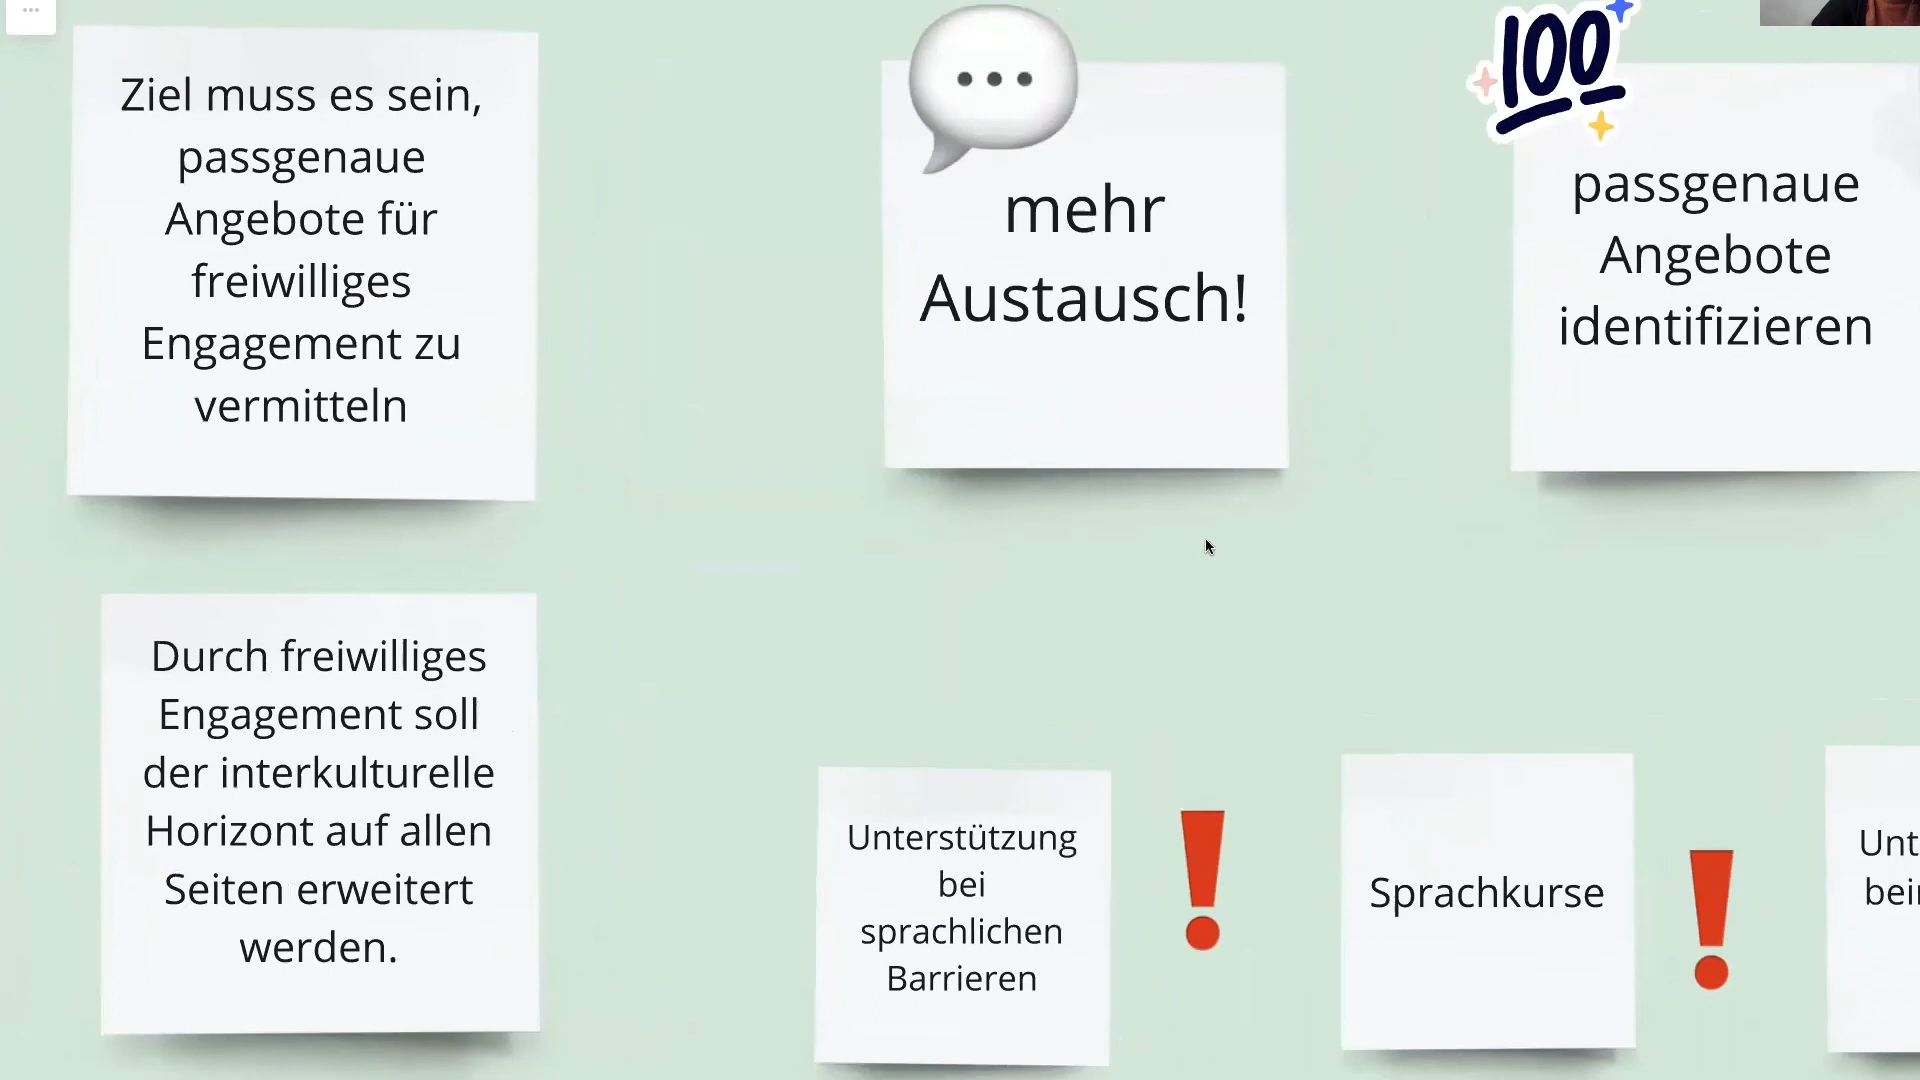 Ziel muss es sein,
passgenaue
Angebote für
freiwilliges
Engagement zu
vermitteln
mehr
Austausch!
100
passgenaue
Angebote
identifizieren
Durch freiwilliges
Engagement soll
der interkulturelle
Horizont auf allen
Seiten erweitert
werden.
Unterstützung
bei
sprachlichen
Barrieren
Sprachkurse